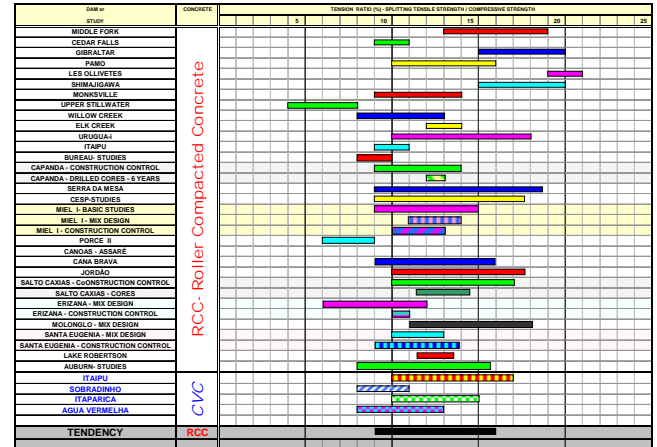 DAM or
STUDY
CONCRETE
TENSION RATIO (%) - SPLITTING TENSILE STRENGTH / COMPRESSIVE STRENGTH
5 10 15 20 25
MIDDLE FORK
CEDAR FALLS
GIBRALTAR
PAMO
LES OLLIVETES
SHIMAJIGAWA
MONKSVILLE
UPPER STILLWATER
WILLOW CREEK
ELK CREEK
URUGUA-i
ITAIPU
BUREAU- STUDIES
CAPANDA - CONSTRUCTION CONTROL
CAPANDA - DRILLED CORES - 6 YEARS
SERRA DA MESA
CESP-STUDIES
MIEL I- BASIC STUDIES
MIEL I - MIX DESIGN
MIEL I - CONSTRUCTION CONTROL
PORCE II
CANOAS - ASSARÉ
CANA BRAVA
JORDÃO
SALTO CAXIAS - CoONSTRUCTION CONTROL
SALTO CAXIAS - CORES
ERIZANA - MIX DESIGN
ERIZANA - CONSTRUCTION CONTROL
MOLONGLO - MIX DESIGN
SANTA EUGENIA - MIX DESIGN
SANTA EUGENIA - CONSTRUCTION CONTROL
LAKE ROBERTSON
AUBURN- STUDIES
RCC- Roller Compacted Concrete
ITAIPU
SOBRADINHO
ITAPARICA
AGUA VERMELHA
CVC
TENDENCY RCC